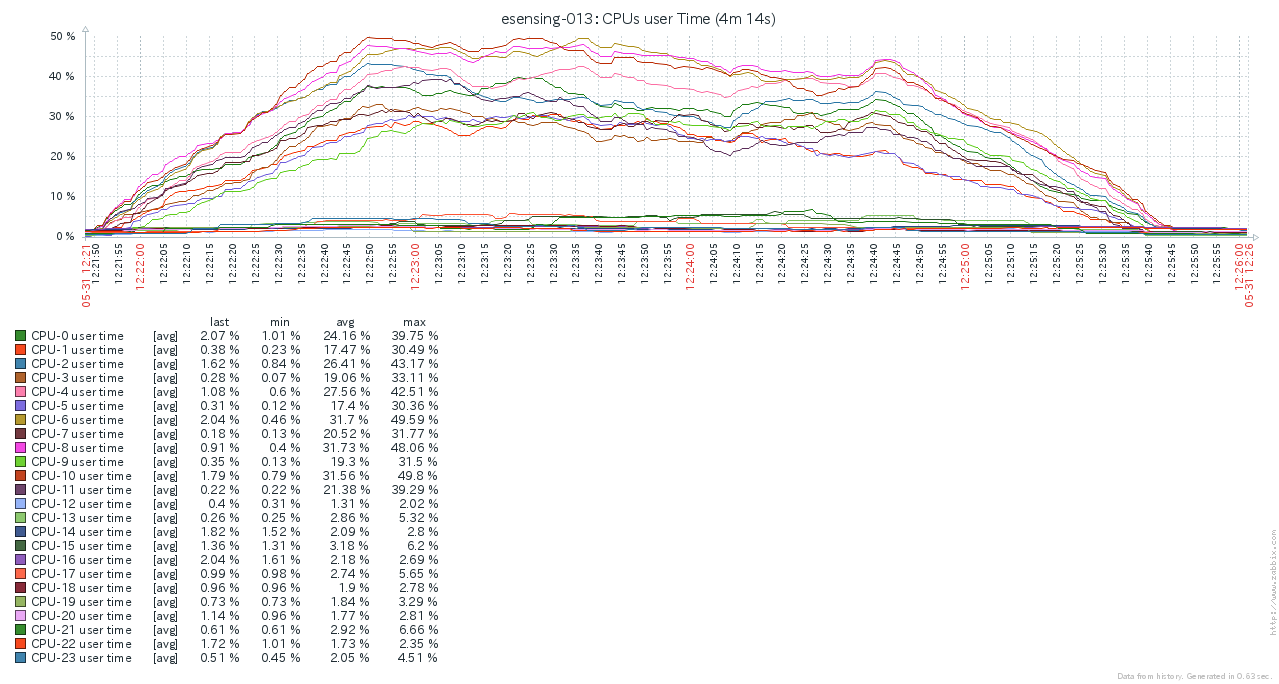 esensing-013: CPUs user Time (4m 14s)
50 %
40 %
30 %
20 %
10 %
0 %
05-31 12:21
12:21:50
12:21:55
12:22:00
12:22:05
12:22:10
12:22:15
12:22:20
12:22:25
12:22:30
12:22:35
12:22:40
12:22:45
12:22:50
12:22:55
12:23:00
12:23:05
12:23:10
12:23:15
12:23:20
12:23:25
12:23:30
12:23:35
12:23:40
12:23:45
12:23:50
12:23:55
12:24:00
12:24:05
12:24:10
12:24:15
12:24:20
12:24:25
12:24:30
12:24:35
12:24:40
12:24:45
12:24:50
12:24:55
12:25:00
12:25:05
12:25:10
12:25:15
12:25:20
12:25:25
12:25:30
12:25:35
12:25:40
12:25:45
12:25:50
12:25:55
12:26:00
05-31 12:26
last min avg max
CPU-0 user time [avg] 2.07 % 1.01 % 24.16 % 39.75 %
CPU-1 user time [avg] 0.38 % 0.23 % 17.47 % 30.49 %
CPU-2 user time [avg] 1.62 % 0.84 % 26.41 % 43.17 %
CPU-3 user time [avg] 0.28 % 0.07 % 19.06 % 33.11 %
CPU-4 user time [avg] 1.08 % 0.6 % 27.56 % 42.51 %
CPU-5 user time [avg] 0.31 % 0.12 % 17.4 % 30.36 %
CPU-6 user time [avg] 2.04 % 0.46 % 31.7 % 49.59 %
CPU-7 user time [avg] 0.18 % 0.13 % 20.52 % 31.77 %
CPU-8 user time [avg] 0.91 % 0.4 % 31.73 % 48.06 %
CPU-9 user time [avg] 0.35 % 0.13 % 19.3 % 31.5 %
CPU-10 user time [avg] 1.79 % 0.79 % 31.56 % 49.8 %
CPU-11 user time [avg] 0.22 % 0.22 % 21.38 % 39.29 %
CPU-12 user time [avg] 0.4 % 0.31 % 1.31 % 2.02 %
CPU-13 user time [avg] 0.26 % 0.25 % 2.86 % 5.32 %
CPU-14 user time [avg] 1.82 % 1.52 % 2.09 % 2.8 %
CPU-15 user time [avg] 1.36 % 1.31 % 3.18 % 6.2 %
CPU-16 user time [avg] 2.04 % 1.61 % 2.18 % 2.69 %
CPU-17 user time [avg] 0.99 % 0.98 % 2.74 % 5.65 %
CPU-18 user time [avg] 0.96 % 0.96 % 1.9 % 2.78 %
CPU-19 user time [avg] 0.73 % 0.73 % 1.84 % 3.29 %
CPU-20 user time [avg] 1.14 % 0.96 % 1.77 % 2.81 %
CPU-21 user time [avg] 0.61 % 0.61 % 2.92 % 6.66 %
CPU-22 user time [avg] 1.72 % 1.01 % 1.73 % 2.35 %
CPU-23 user time [avg] 0.51 % 0.45 % 2.05 % 4.51 %
http://www.zabbix.com
Data from history. Generated in 0.63 sec.